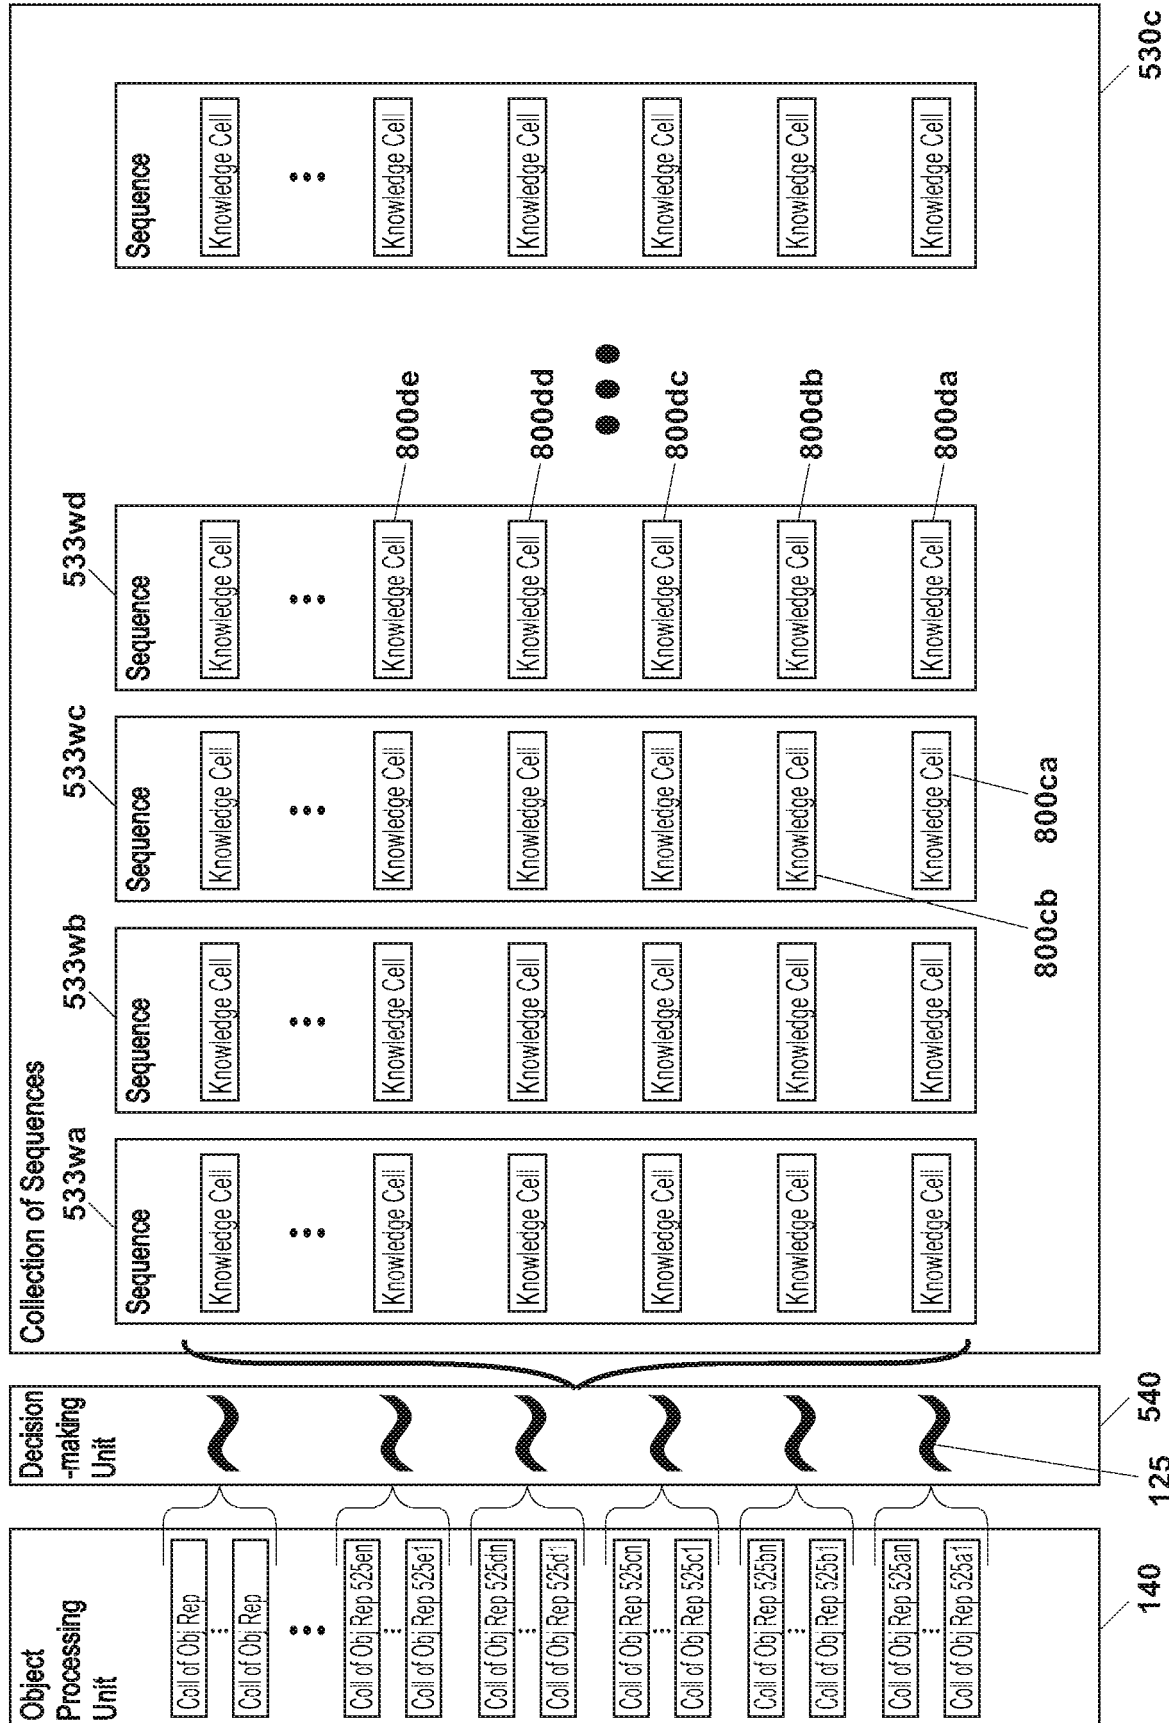 Object
Processing
Unit
Coll of Obj Rep
...
Coll of Obj Rep
...
Coll of Obj Rep 525en
...
Coll of Obj Rep 525e1
Coll of Obj Rep 525dn
...
Coll of Obj Rep 525d1
Coll of Obj Rep 525cn
...
Coll of Obj Rep 525c1
Coll of Obj Rep 525bn
...
Coll of Obj Rep 525b1
Coll of Obj Rep 525an
...
Coll of Obj Rep 525a1
140
Decision
-making
Unit
125
540
Collection of Sequences
533wa
Sequence
Knowledge Cell
...
Knowledge Cell
Knowledge Cell
Knowledge Cell
Knowledge Cell
Knowledge Cell
533wb
Sequence
Knowledge Cell
...
Knowledge Cell
Knowledge Cell
Knowledge Cell
Knowledge Cell
Knowledge Cell
533wc
Sequence
Knowledge Cell
...
Knowledge Cell
Knowledge Cell
Knowledge Cell
Knowledge Cell
Knowledge Cell
800cb
800ca
533wd
Sequence
Knowledge Cell
...
Knowledge Cell
Knowledge Cell
Knowledge Cell
Knowledge Cell
Knowledge Cell
800de
800dd
800dc
800db
800da
...
Sequence
Knowledge Cell
...
Knowledge Cell
Knowledge Cell
Knowledge Cell
Knowledge Cell
Knowledge Cell
530c